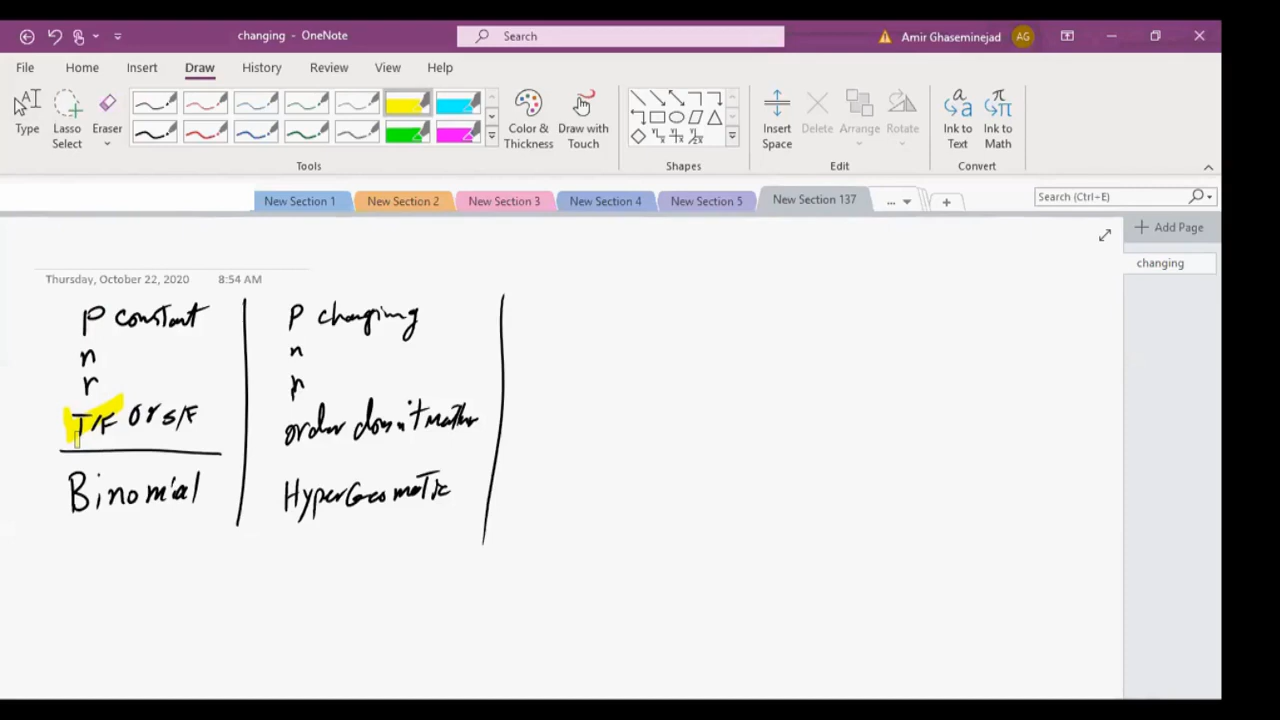 changing - OneNote
Search
Amir Ghaseminejad
AG
File Home Insert Draw History Review View Help
Type
Lasso Select
Eraser
Color & Thickness
Draw with Touch
Insert Space
Delete
Arrange
Rotate
Ink to Text
Ink to Math
Tools
Shapes
Edit
Convert
New Section 1
New Section 2
New Section 3
New Section 4
New Section 5
New Section 137
...
Search (Ctrl+E)
Add Page
changing
Thursday, October 22, 2020 8:54 AM
P constant
n
r
T/F or S/F
Binomial
P changing
n
r
order doesn't matter
HyperGeometic